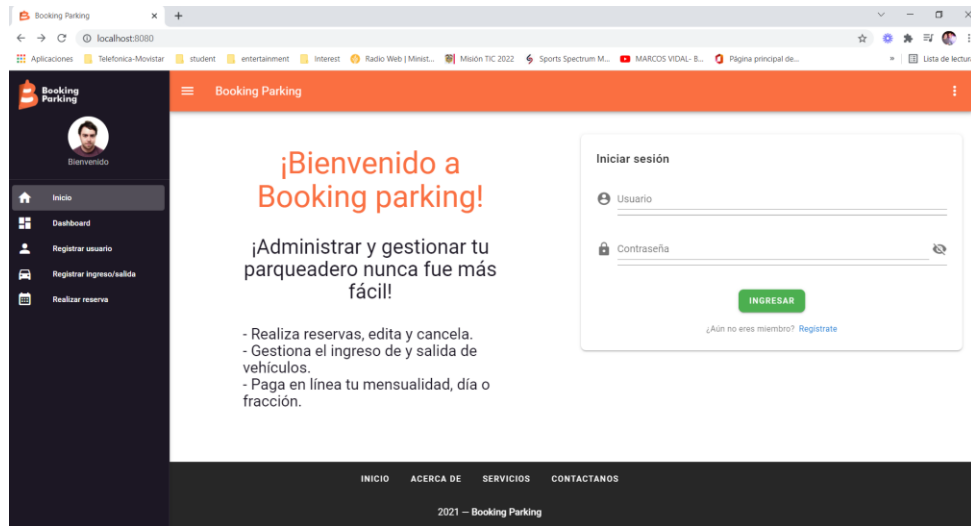 Booking Parking
localhost:8080
Aplicaciones Telefonica-Movistar student entertainment Interest Radio Web | Minist... Misión TIC 2022 Sports Spectrum M... MARCOS VIDAL- B... Página principal de... » Lista de lectura
Booking
Parking
Booking Parking
Bienvenido
Inicio
Dashboard
Registrar usuario
Registrar ingreso/salida
Realizar reserva
¡Bienvenido a
Booking parking!
¡Administrar y gestionar tu
parqueadero nunca fue más
fácil!
- Realiza reservas, edita y cancela.
- Gestiona el ingreso de y salida de
vehículos.
- Paga en línea tu mensualidad, día o
fracción.
Iniciar sesión
Usuario
Contraseña
INGRESAR
¿Aún no eres miembro? Registrate
INICIO ACERCA DE SERVICIOS CONTACTANOS
2021 — Booking Parking